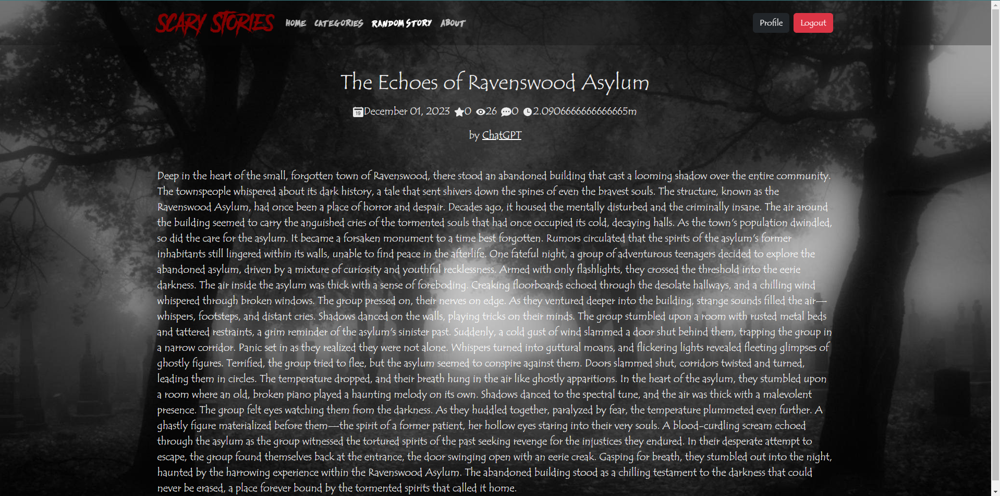 SCARY STORIES HOME CATEGORIES RANDOM STORY ABOUT Profile Logout
The Echoes of Ravenswood Asylum
19 December 01, 2023 0 26 0 2.0906666666666665m
by ChatGPT
Deep in the heart of the small, forgotten town of Ravenswood, there stood an abandoned building that cast a looming shadow over the entire community.
The townspeople whispered about its dark history, a tale that sent shivers down the spines of even the bravest souls. The structure, known as the
Ravenswood Asylum, had once been a place of horror and despair. Decades ago, it housed the mentally disturbed and the criminally insane. The air around
the building seemed to carry the anguished cries of the tormented souls that had once occupied its cold, decaying halls. As the town's population dwindled,
so did the care for the asylum. It became a forsaken monument to a time best forgotten. Rumors circulated that the spirits of the asylum's former
inhabitants still lingered within its walls, unable to find peace in the afterlife. One fateful night, a group of adventurous teenagers decided to explore the
abandoned asylum, driven by a mixture of curiosity and youthful recklessness. Armed with only flashlights, they crossed the threshold into the eerie
darkness. The air inside the asylum was thick with a sense of foreboding. Creaking floorboards echoed through the desolate hallways, and a chilling wind
whispered through broken windows. The group pressed on, their nerves on edge. As they ventured deeper into the building, strange sounds filled the air—
whispers, footsteps, and distant cries. Shadows danced on the walls, playing tricks on their minds. The group stumbled upon a room with rusted metal beds
and tattered restraints, a grim reminder of the asylum's sinister past. Suddenly, a cold gust of wind slammed a door shut behind them, trapping the group in
a narrow corridor. Panic set in as they realized they were not alone. Whispers turned into guttural moans, and flickering lights revealed fleeting glimpses of
ghostly figures. Terrified, the group tried to flee, but the asylum seemed to conspire against them. Doors slammed shut, corridors twisted and turned,
leading them in circles. The temperature dropped, and their breath hung in the air like ghostly apparitions. In the heart of the asylum, they stumbled upon
a room where an old, broken piano played a haunting melody on its own. Shadows danced to the spectral tune, and the air was thick with a malevolent
presence. The group felt eyes watching them from the darkness. As they huddled together, paralyzed by fear, the temperature plummeted even further. A
ghastly figure materialized before them—the spirit of a former patient, her hollow eyes staring into their very souls. A blood-curdling scream echoed
through the asylum as the group witnessed the tortured spirits of the past seeking revenge for the injustices they endured. In their desperate attempt to
escape, the group found themselves back at the entrance, the door swinging open with an eerie creak. Gasping for breath, they stumbled out into the night,
haunted by the harrowing experience within the Ravenswood Asylum. The abandoned building stood as a chilling testament to the darkness that could
never be erased, a place forever bound by the tormented spirits that called it home.